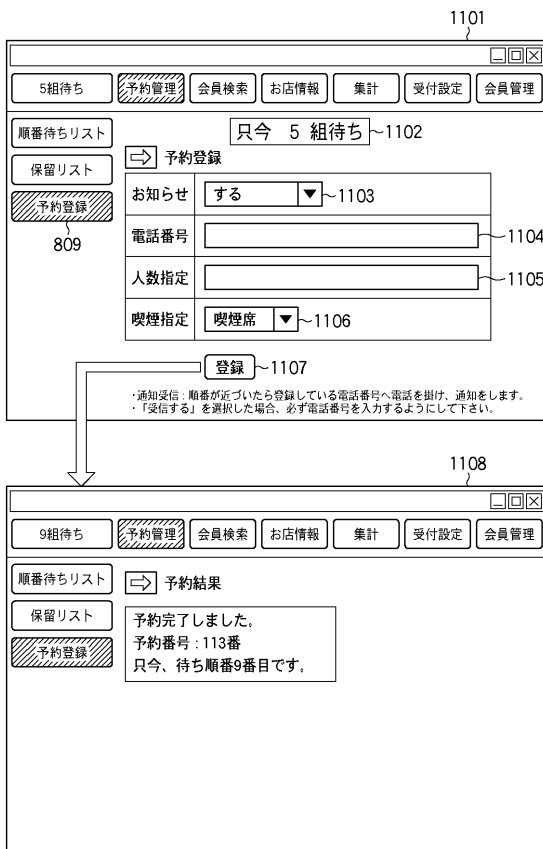 1101
5組待ち 予約管理 会員検索 お店情報 集計 受付設定 会員管理
順番待ちリスト
保留リスト
予約登録
809
只今 5 組待ち 1102
予約登録
お知らせ する 1103
電話番号 1104
人数指定 1105
喫煙指定 喫煙席 1106
登録 1107
・通知受信:順番が近づいたら登録している電話番号へ電話を掛け、通知をします。
・「受信する」を選択した場合、必ず電話番号を入力するようにして下さい。
1108
9組待ち 予約管理 会員検索 お店情報 集計 受付設定 会員管理
順番待ちリスト
保留リスト
予約登録
予約結果
予約完了しました。
予約番号:113番
只今、待ち順番9番目です。